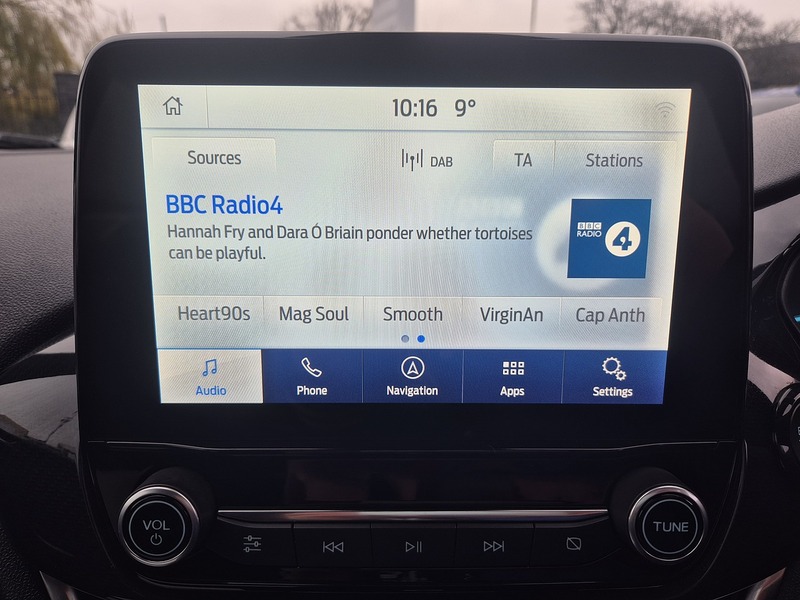 10:16 9°
Sources DAB TA Stations
BBC Radio4
Hannah Fry and Dara Ó Briain ponder whether tortoises
can be playful.
BBC
RADIO 4
Heart90s Mag Soul Smooth VirginAn Cap Anth
Audio Phone Navigation Apps Settings
VOL TUNE